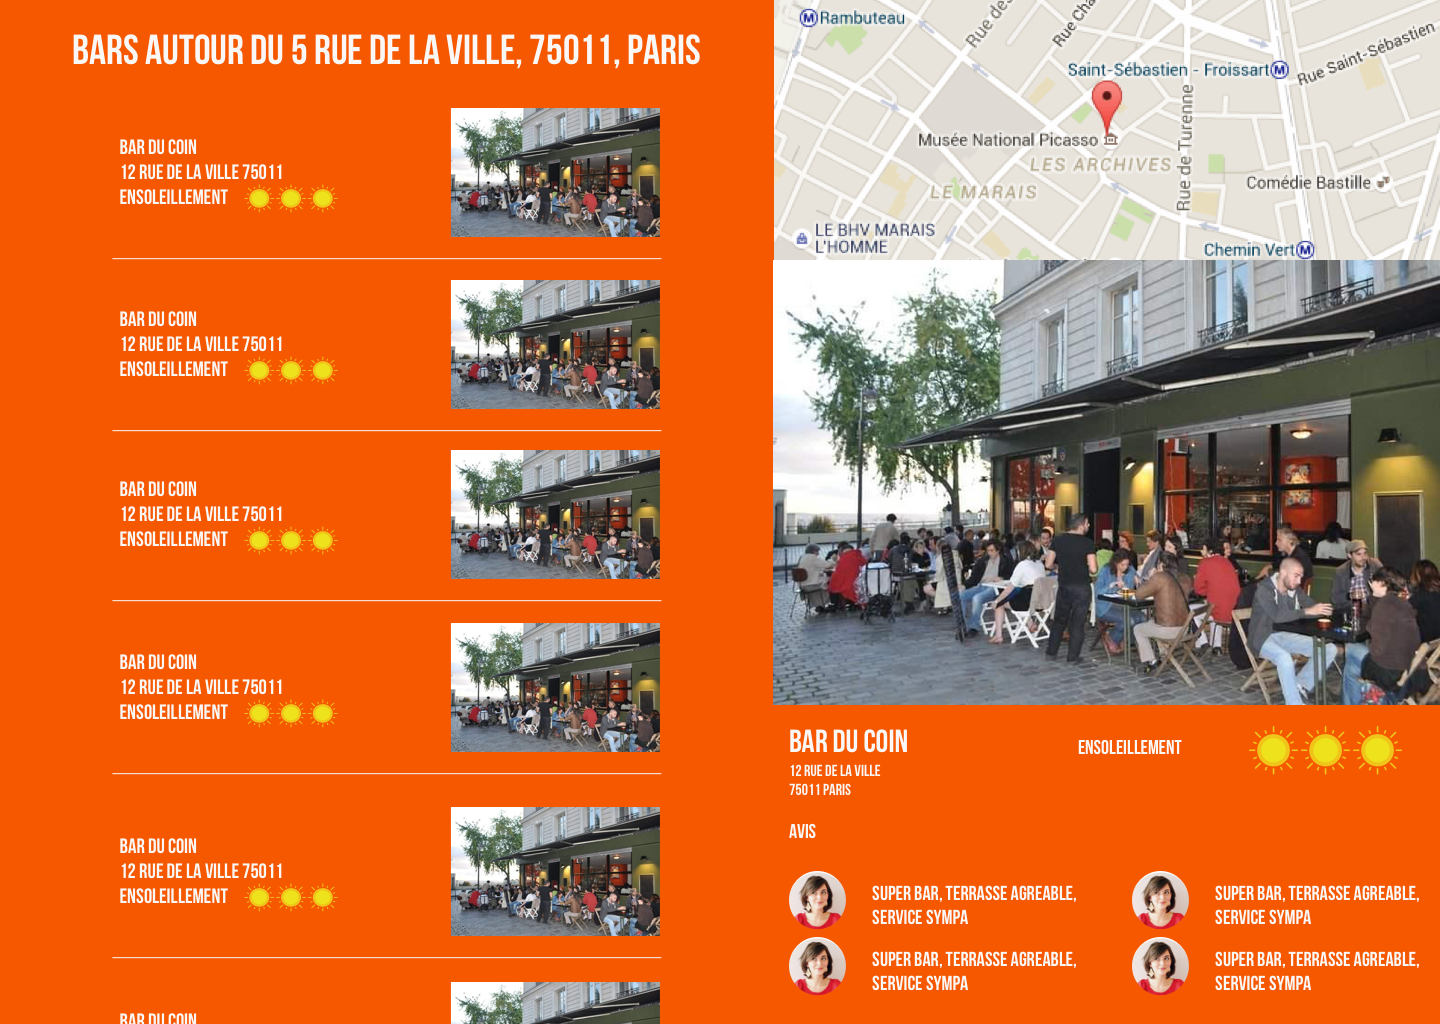 BARS AUTOUR DU 5 RUE DE LA VILLE, 75011, PARIS
BAR DU COIN
12 RUE DE LA VILLE 75011
ENSOLEILLEMENT
BAR DU COIN
12 RUE DE LA VILLE 75011
ENSOLEILLEMENT
BAR DU COIN
12 RUE DE LA VILLE 75011
ENSOLEILLEMENT
BAR DU COIN
12 RUE DE LA VILLE 75011
ENSOLEILLEMENT
BAR DU COIN
12 RUE DE LA VILLE 75011
ENSOLEILLEMENT
BAR DU COIN
M Rambuteau
Rue des
Rue Cha
Saint-Sébastien - Froissart M
Rue Saint-Sébastien
Musée National Picasso
LES ARCHIVES
Rue de Turenne
LE MARAIS
Comédie Bastille
LE BHV MARAIS
L'HOMME
Chemin Vert M
BAR DU COIN
12 RUE DE LA VILLE
75011 PARIS
ENSOLEILLEMENT
AVIS
SUPER BAR, TERRASSE AGREABLE,
SERVICE SYMPA
SUPER BAR, TERRASSE AGREABLE,
SERVICE SYMPA
SUPER BAR, TERRASSE AGREABLE,
SERVICE SYMPA
SUPER BAR, TERRASSE AGREABLE,
SERVICE SYMPA